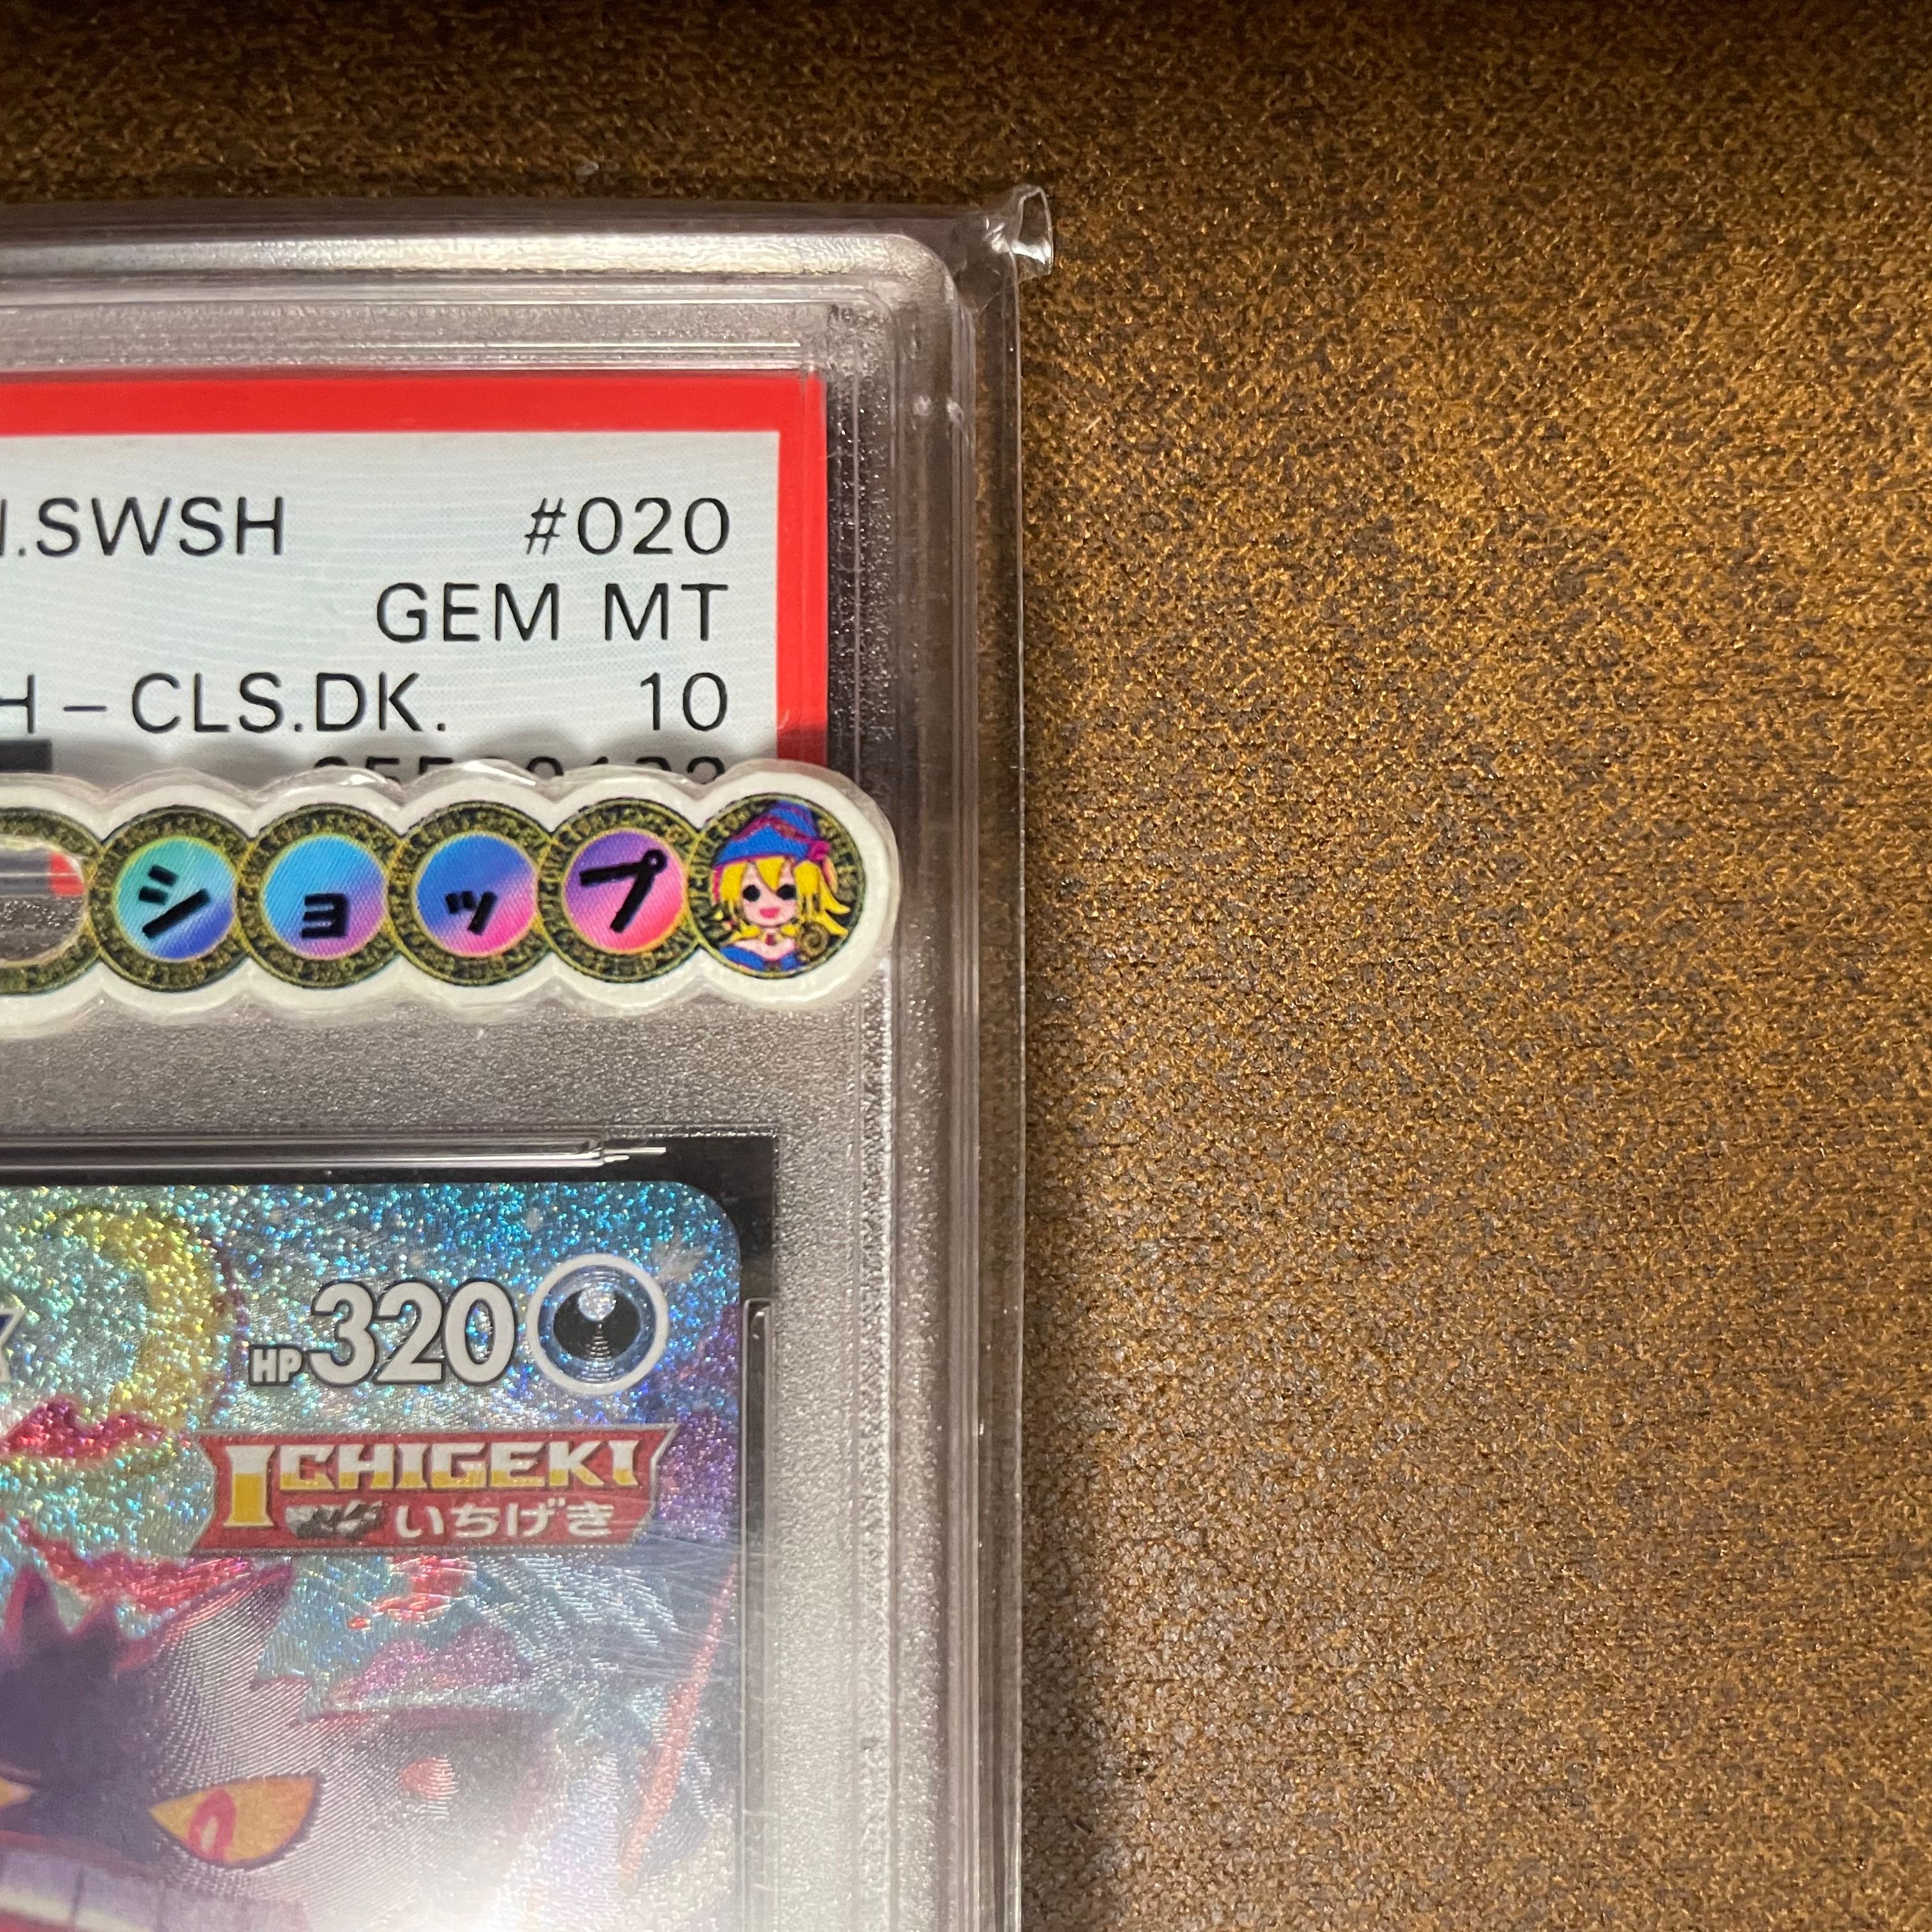 .SWSH #020
GEM MT
H-CLS.DK. 10
ショップ
HP320
ICHIGEKI
いちげき